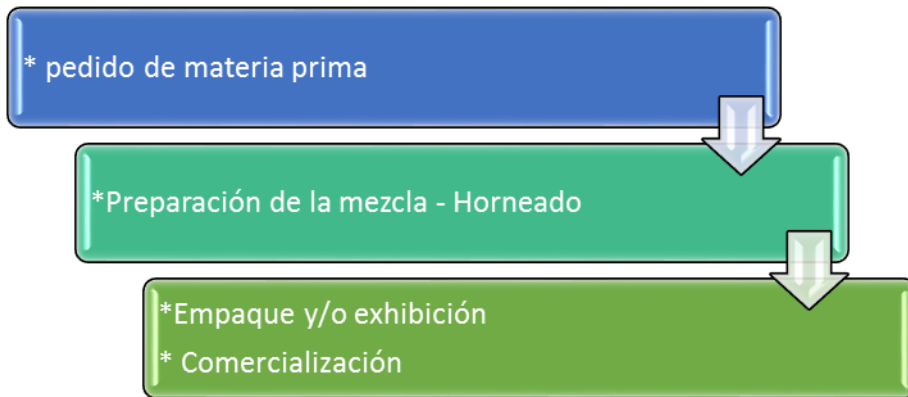 * pedido de materia prima
*Preparación de la mezcla - Horneado
*Empaque y/o exhibición
* Comercialización